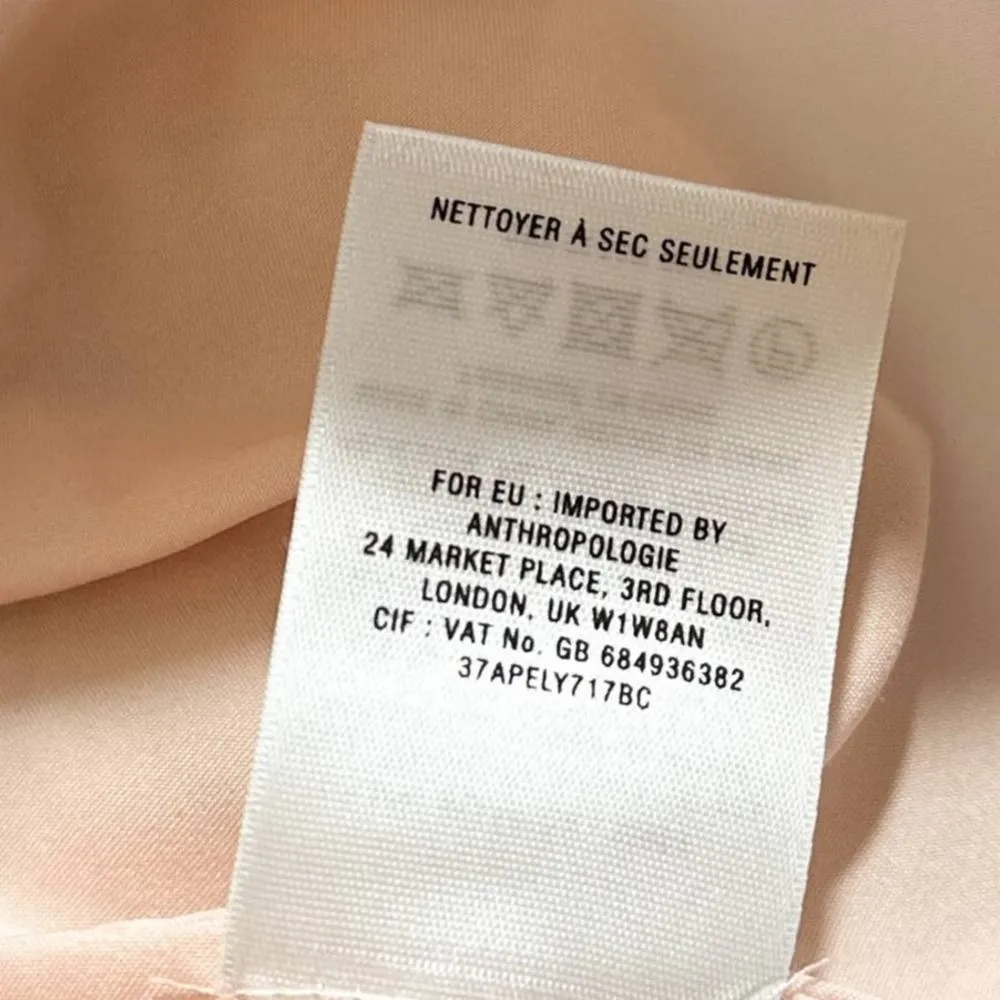 NETTOYER À SEC SEULEMENT
FOR EU : IMPORTED BY
ANTHROPOLOGIE
24 MARKET PLACE, 3RD FLOOR,
LONDON, UK W1W8AN
CIF : VAT No. GB 684936382
37APELY717BC